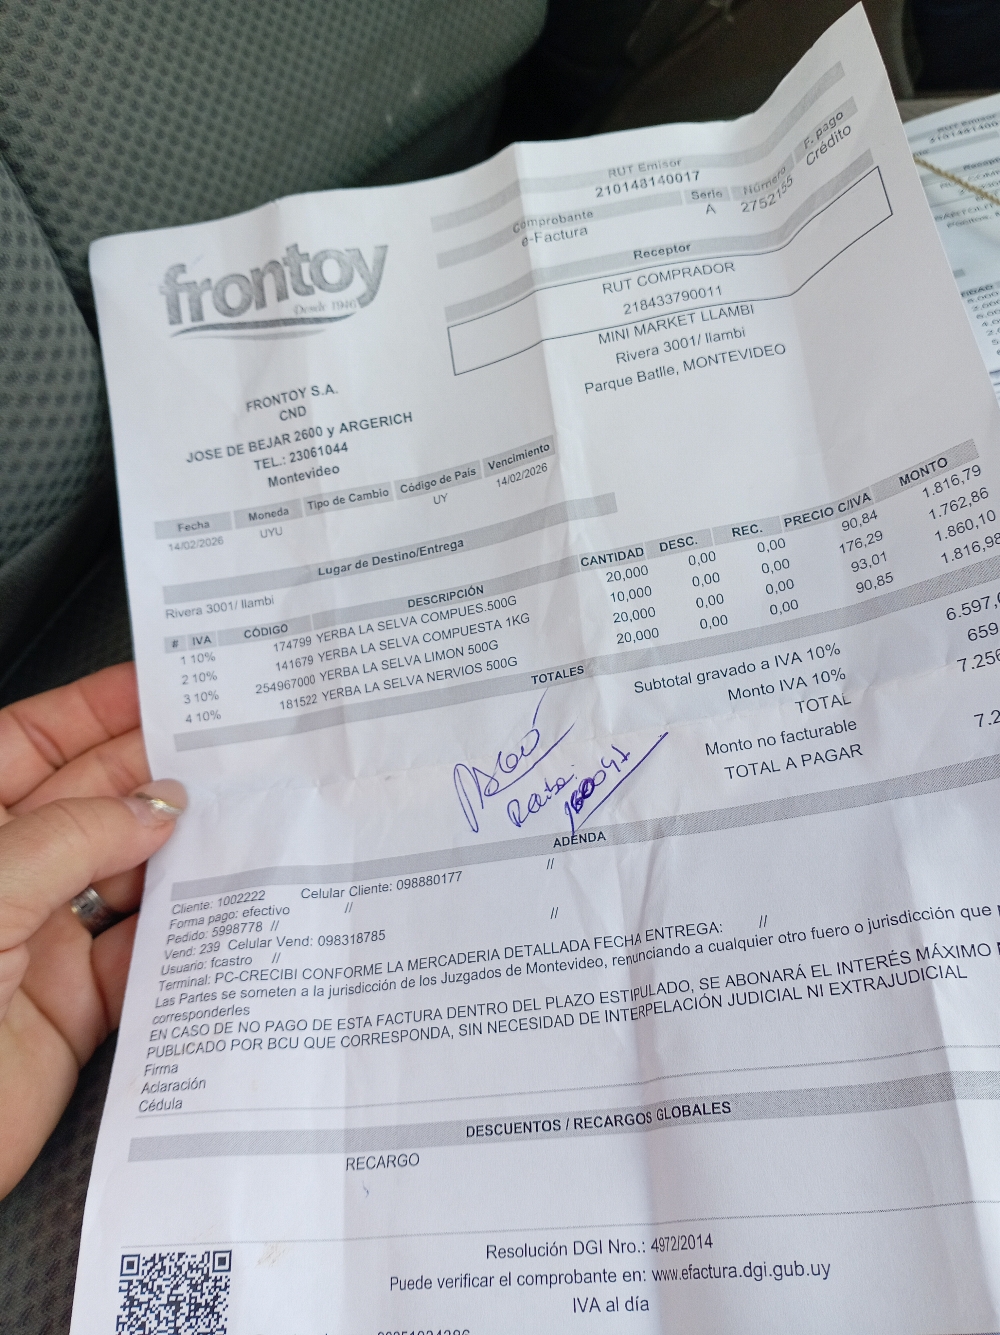 frontoy
Desde 1946
RUT Emisor
210148140017
Comprobante Serie Número F. Pago
e-Factura A 2752155 Crédito
Receptor
RUT COMPRADOR
218433790011
MINI MARKET LLAMBI
Rivera 3001/ llambi
Parque Batlle, MONTEVIDEO
FRONTOY S.A.
CND
JOSE DE BEJAR 2600 y ARGERICH
TEL.: 23061044
Montevideo
Fecha Moneda Tipo de Cambio Código de País Vencimiento
14/02/2026 UYU UY 14/02/2026
Lugar de Destino/Entrega
Rivera 3001/ llambi
# IVA CÓDIGO DESCRIPCIÓN CANTIDAD DESC. REC. PRECIO C/IVA MONTO
1 10% 174799 YERBA LA SELVA COMPUES.500G 20,000 0,00 0,00 90,84 1.816,79
2 10% 141679 YERBA LA SELVA COMPUESTA 1KG 10,000 0,00 0,00 176,29 1.762,86
3 10% 254967000 YERBA LA SELVA LIMON 500G 20,000 0,00 0,00 93,01 1.860,10
4 10% 181522 YERBA LA SELVA NERVIOS 500G 20,000 0,00 0,00 90,85 1.816,98
TOTALES
Subtotal gravado a IVA 10% 6.597,
Monto IVA 10% 659
TOTAL 7.256
Monto no facturable
TOTAL A PAGAR 7.2
ADENDA
Cliente: 1002222 Celular Cliente: 098880177 //
Forma pago: efectivo //
Pedido: 5998778 //
Vend: 239 Celular Vend: 098318785 //
Usuario: fcastro //
Terminal: PC-CRECIBI CONFORME LA MERCADERIA DETALLADA FECHA ENTREGA: //
Las Partes se someten a la jurisdicción de los Juzgados de Montevideo, renunciando a cualquier otro fuero o jurisdicción que
corresponderles
EN CASO DE NO PAGO DE ESTA FACTURA DENTRO DEL PLAZO ESTIPULADO, SE ABONARÁ EL INTERÉS MÁXIMO
PUBLICADO POR BCU QUE CORRESPONDA, SIN NECESIDAD DE INTERPELACIÓN JUDICIAL NI EXTRAJUDICIAL
Firma
Aclaración
Cédula
DESCUENTOS / RECARGOS GLOBALES
RECARGO
Resolución DGI Nro.: 4972/2014
Puede verificar el comprobante en: www.efactura.dgi.gub.uy
IVA al día